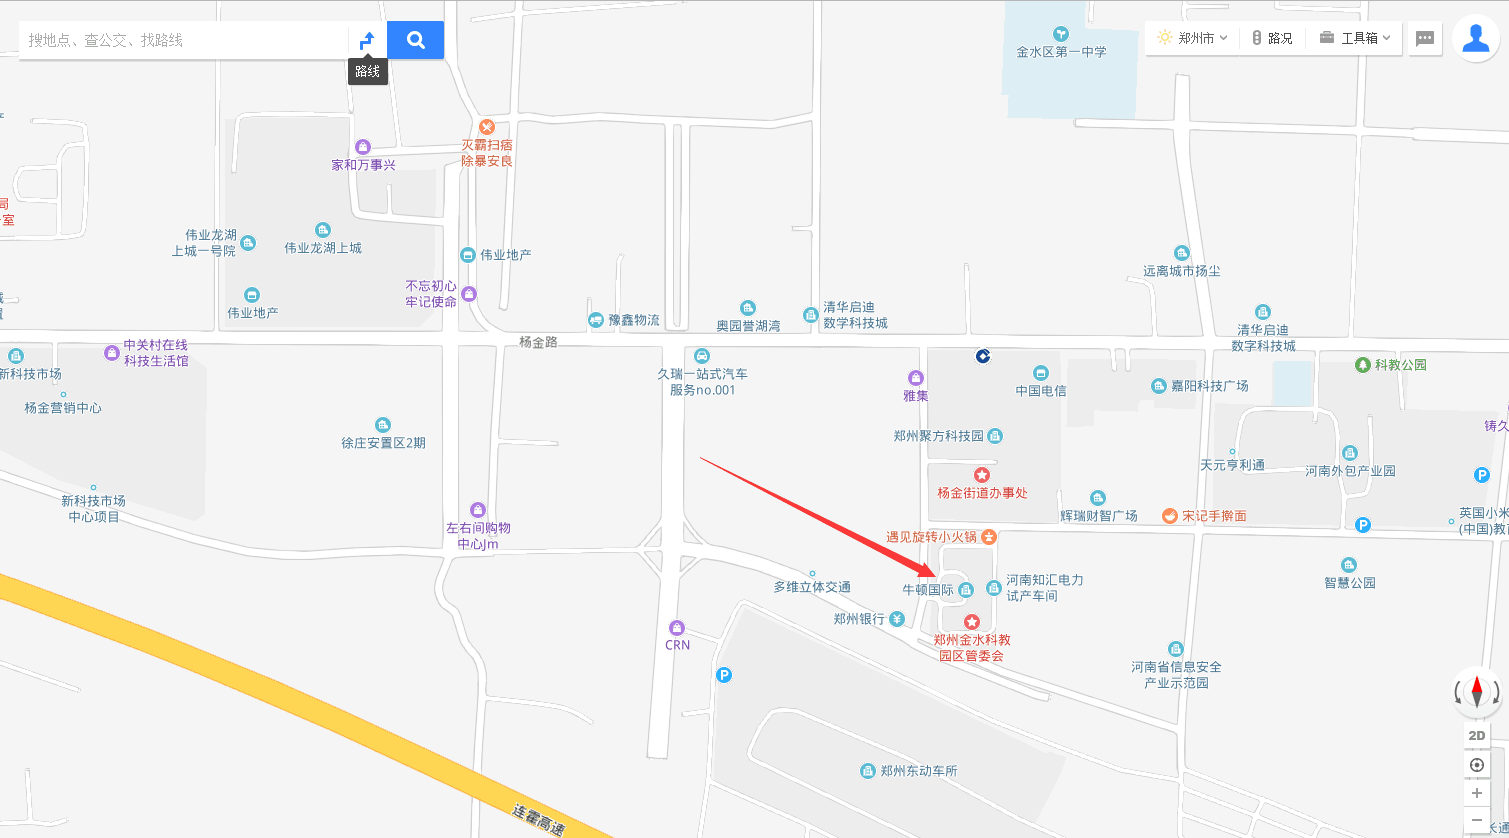 搜地点、查公交、找路线
路线
金水区第一中学
郑州市
路况
工具箱
灭霸扫痞
除暴安良
家和万事兴
局
室
伟业龙湖
上城一号院
伟业龙湖上城
伟业地产
远离城市扬尘
不忘初心
牢记使命
伟业地产
豫鑫物流
奥园誉湖湾
清华启迪
数学科技城
清华启迪
数字科技城
杨金路
中关村在线
科技生活馆
新科技市场
久瑞一站式汽车
服务no.001
科教公园
杨金营销中心
雅集
中国电信
嘉阳科技广场
铸久
徐庄安置区2期
郑州聚方科技园
天元亨利通
河南外包产业园
P
新科技市场
中心项目
杨金街道办事处
辉瑞财智广场
宋记手擀面
P
英国小米
(中国)教育
左右间购物
中心Jm
遇见旋转小火锅
多维立体交通
牛顿国际
河南知汇电力
试产车间
智慧公园
郑州银行
郑州金水科教
园区管委会
CRN
P
河南省信息安全
产业示范园
2D
郑州东动车所
连霍高速
长通